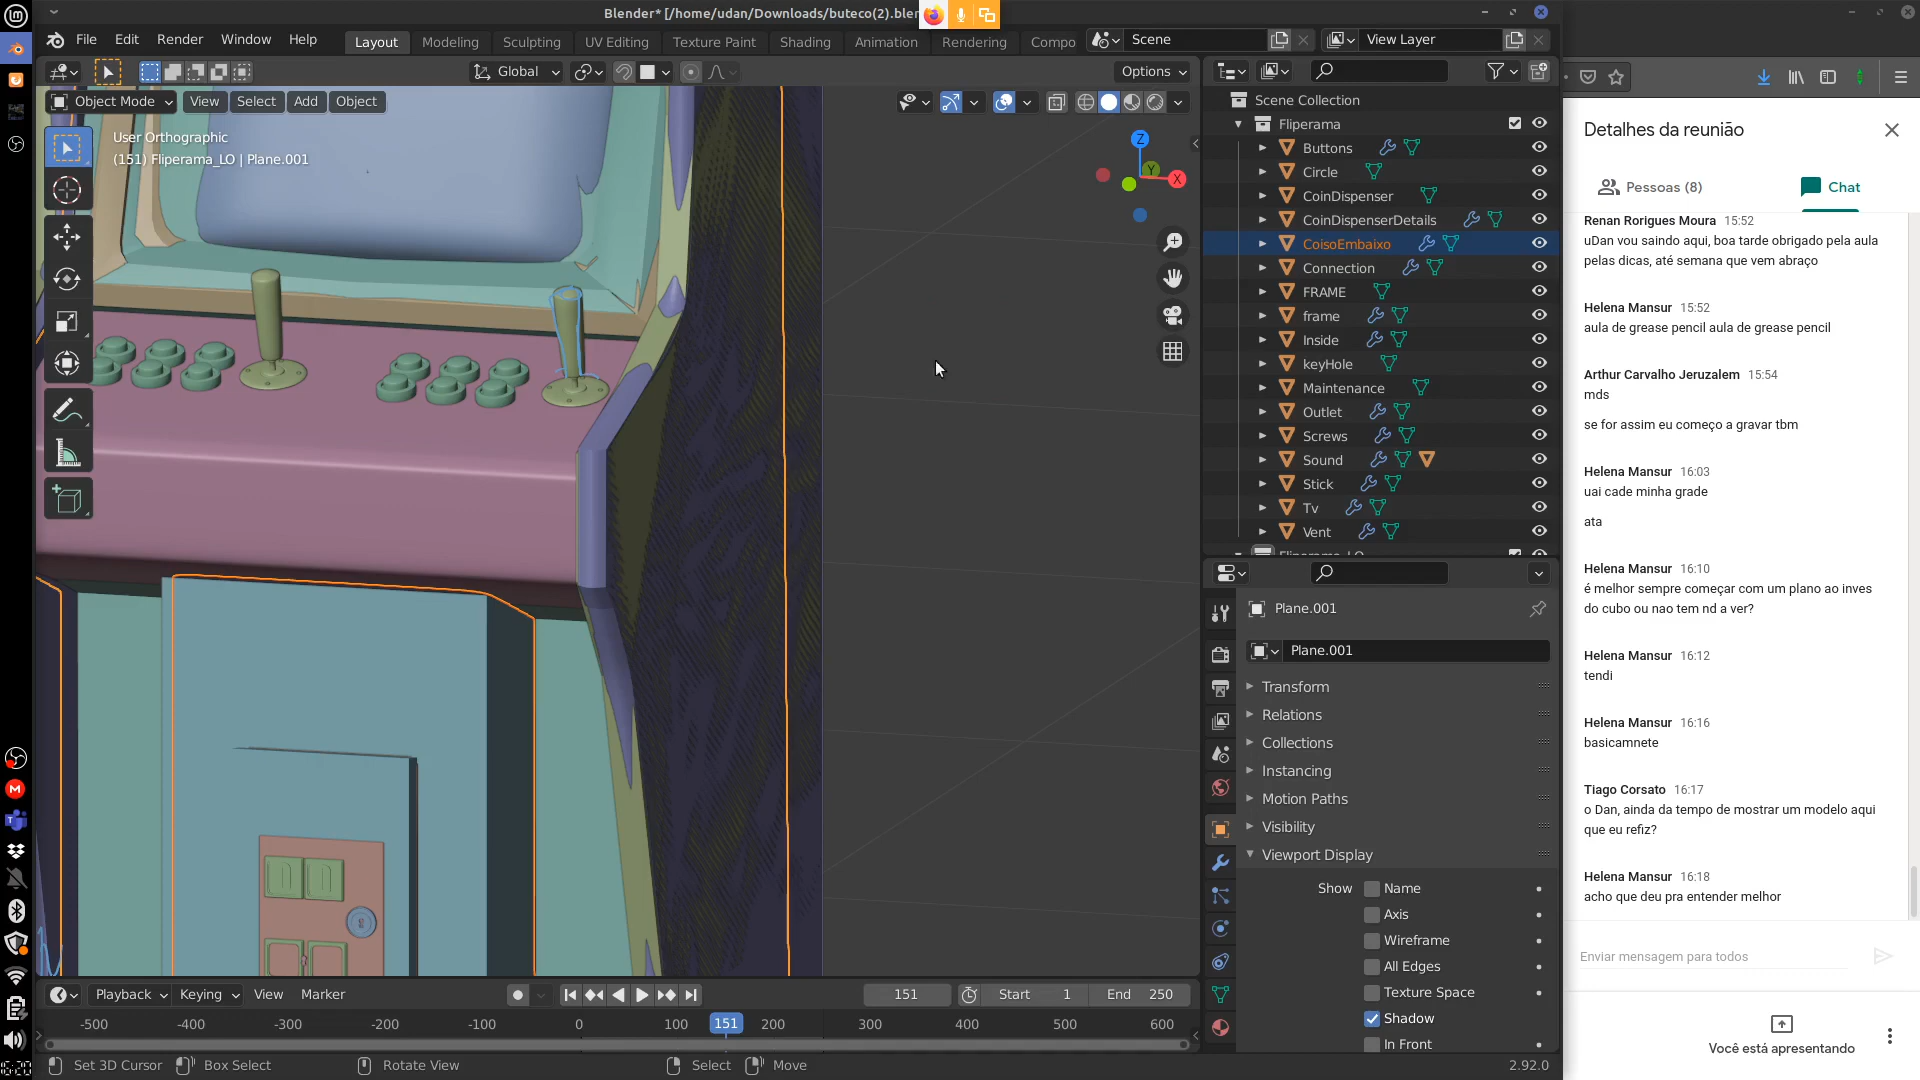 Blender* [/home/udan/Downloads/buteco(2).blen
File Edit Render Window Help
Layout Modeling Sculpting UV Editing Texture Paint Shading Animation Rendering Compo
Scene
View Layer
Global
Options
Object Mode View Select Add Object
User Orthographic
(151) Fliperama_LO | Plane.001
Z
Y
X
Scene Collection
Fliperama
Buttons
Circle
CoinDispenser
CoinDispenserDetails
CoisoEmbaixo
Connection
FRAME
frame
Inside
keyHole
Maintenance
Outlet
Screws
Sound
Stick
Tv
Vent
Fliperama_LO
Plane.001
Plane.001
Transform
Relations
Collections
Instancing
Motion Paths
Visibility
Viewport Display
Show Name
Axis
Wireframe
All Edges
Texture Space
Shadow
In Front
Playback Keying View Marker
151
Start 1
End 250
-500 -400 -300 -200 -100 0 100 151 200 300 400 500 600
Set 3D Cursor Box Select Rotate View Select Move
2.92.0
Detalhes da reunião
Pessoas (8)
Chat
Renan Rorigues Moura 15:52
uDan vou saindo aqui, boa tarde obrigado pela aula
pelas dicas, até semana que vem abraço
Helena Mansur 15:52
aula de grease pencil aula de grease pencil
Arthur Carvalho Jeruzalem 15:54
mds
se for assim eu começo a gravar tbm
Helena Mansur 16:03
uai cade minha grade
ata
Helena Mansur 16:10
é melhor sempre começar com um plano ao inves
do cubo ou nao tem nd a ver?
Helena Mansur 16:12
tendi
Helena Mansur 16:16
basicamnete
Tiago Corsato 16:17
o Dan, ainda da tempo de mostrar um modelo aqui
que eu refiz?
Helena Mansur 16:18
acho que deu pra entender melhor
Enviar mensagem para todos
Você está apresentando